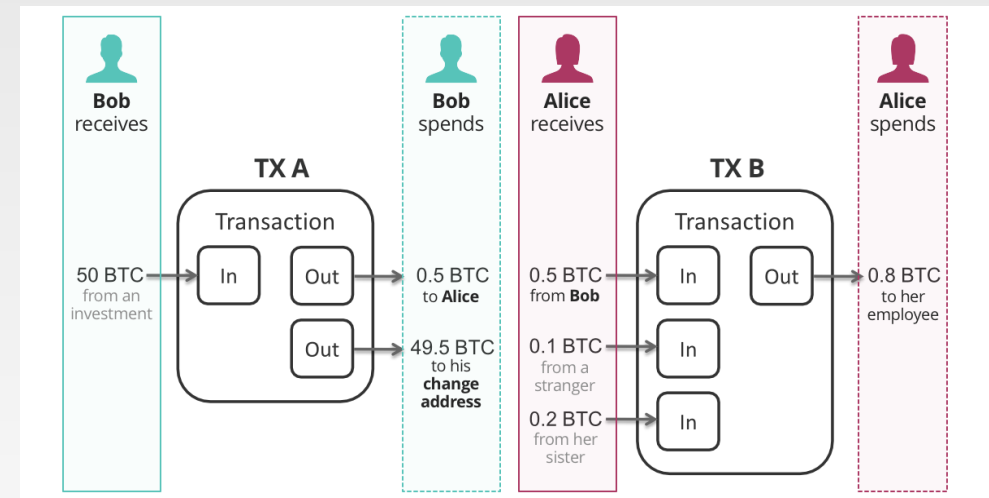 Bob
receives
Bob
spends
Alice
receives
Alice
spends
TX A
TX B
Transaction
Transaction
50 BTC
from an
investment
In
Out
0.5 BTC
to Alice
Out
49.5 BTC
to his
change
address
0.5 BTC
from Bob
In
Out
0.8 BTC
to her
employee
0.1 BTC
from a
stranger
In
0.2 BTC
from her
sister
In